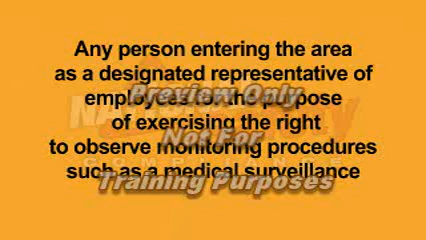 Any person entering the area
as a designated representative of
employees for the purpose
of exercising the right
to observe monitoring procedures
such as a medical surveillance
Preview Only
Not For
Training Purposes
COMPLIANCE